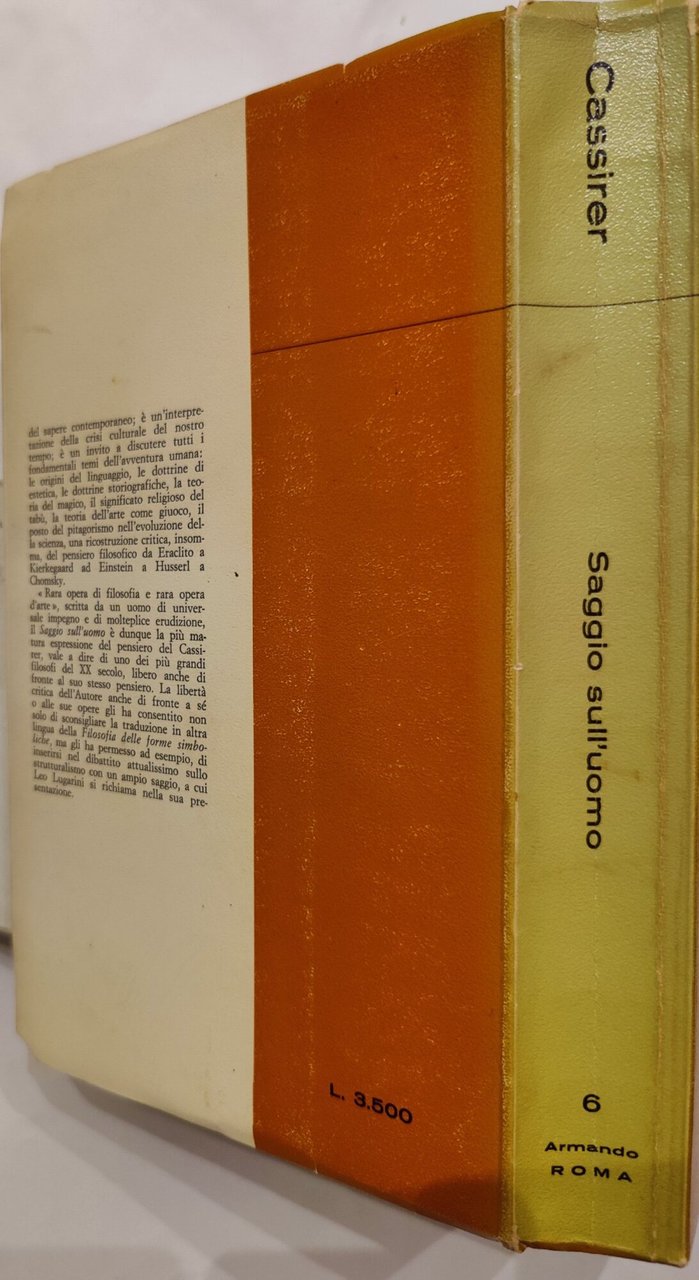 del sapere contemporaneo; è un'interpre-
tazione della crisi culturale del nostro
tempo; è un invito a discutere tutti i
fondamentali temi dell'avventura umana:
le origini del linguaggio, le dottrine di
estetica, le dottrine storiografiche, la teo-
ria del magico, il significato religioso del
tabù, la teoria dell'arte come giuoco, il
posto del pitagorismo nell'evoluzione del-
la scienza, una ricostruzione critica, insom-
ma, del pensiero filosofico da Eraclito a
Kierkegaard ad Einstein a Husserl a
Chomsky.
« Rara opera di filosofia e rara opera
d'arte », scritta da un uomo di univer-
sale impegno e di molteplice erudizione,
il Saggio sull'uomo è dunque la più ma-
tura espressione del pensiero del Cassi-
rer, vale a dire di uno dei più grandi
filosofi del XX secolo, libero anche di
fronte al suo stesso pensiero. La libertà
critica dell'Autore anche di fronte a sé
o alle sue opere gli ha consentito non
solo di sconsigliare la traduzione in altra
lingua della Filosofia delle forme simbo-
liche, ma gli ha permesso ad esempio, di
inserirsi nel dibattito attualissimo sullo
strutturalismo con un ampio saggio, a cui
Leo Lugarini si richiama nella sua pre-
sentazione.
L. 3.500
Cassirer
Saggio sull'uomo
6
Armando
ROMA